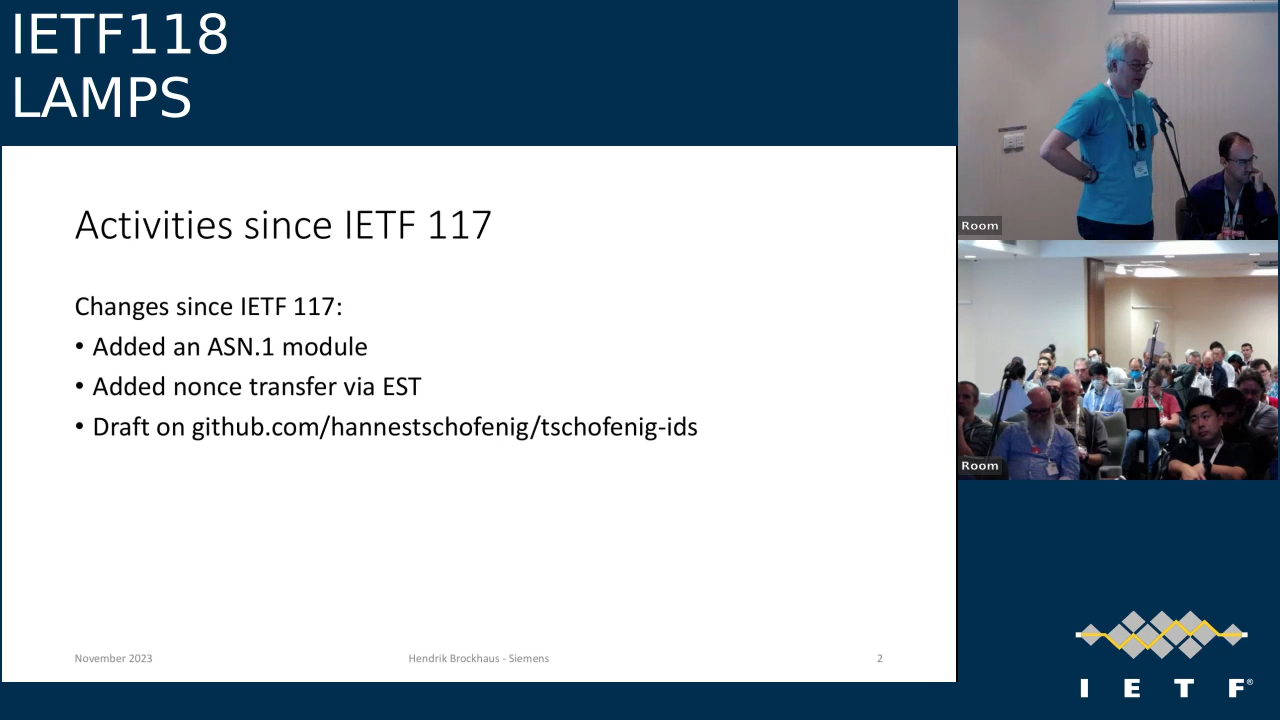 IETF118
LAMPS
Activities since IETF 117
Changes since IETF 117:
• Added an ASN.1 module
• Added nonce transfer via EST
• Draft on github.com/hannestschofenig/tschofenig-ids
November 2023
Hendrik Brockhaus - Siemens
2
Room
Room
I E T F®